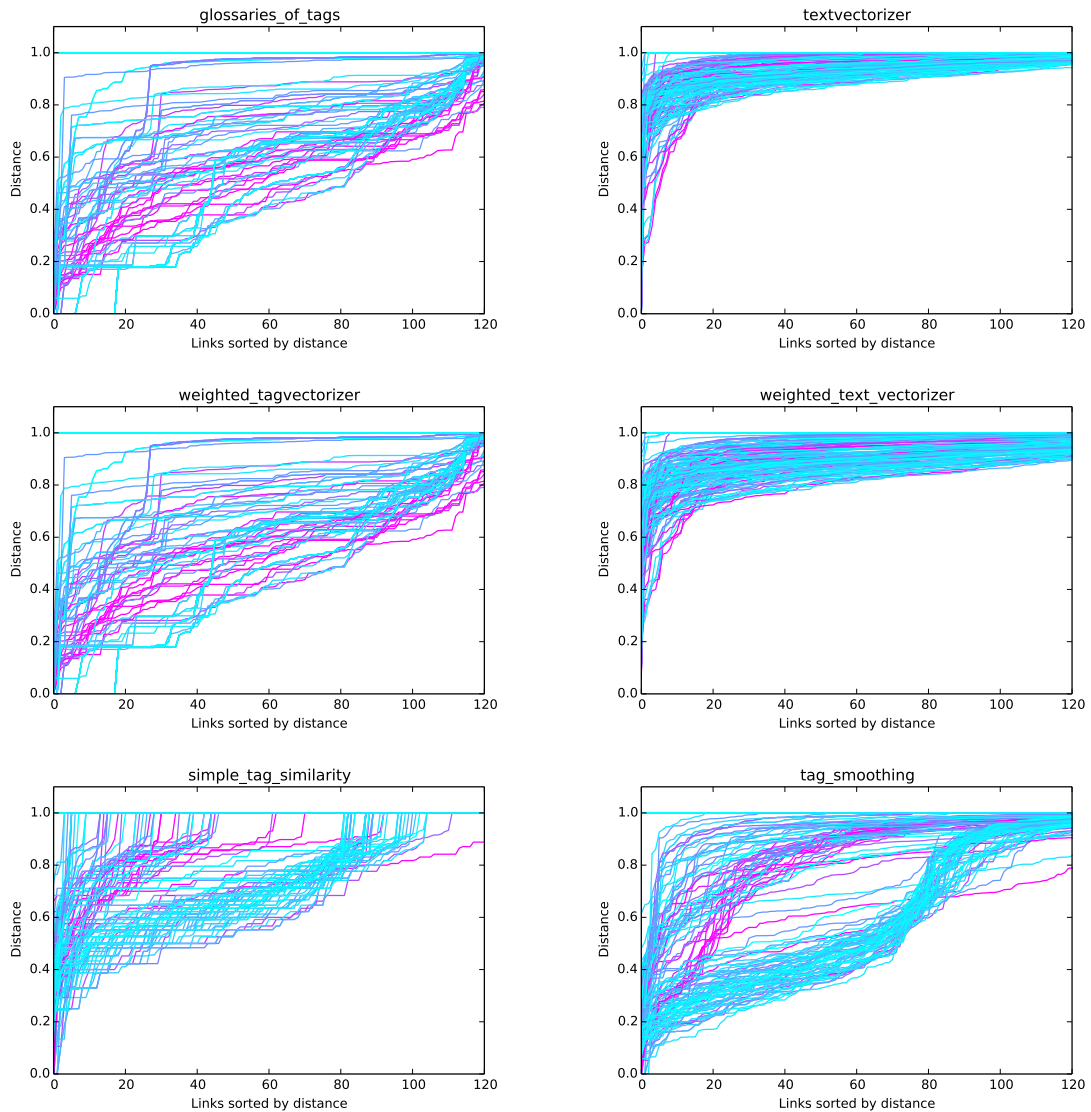 glossaries_of_tags
1.0
0.8
0.6
0.4
0.2
0.0
Distance
0 20 40 60 80 100 120
Links sorted by distance
textvectorizer
1.0
0.8
0.6
0.4
0.2
0.0
Distance
0 20 40 60 80 100 120
Links sorted by distance
weighted_tagvectorizer
1.0
0.8
0.6
0.4
0.2
0.0
Distance
0 20 40 60 80 100 120
Links sorted by distance
weighted_text_vectorizer
1.0
0.8
0.6
0.4
0.2
0.0
Distance
0 20 40 60 80 100 120
Links sorted by distance
simple_tag_similarity
1.0
0.8
0.6
0.4
0.2
0.0
Distance
0 20 40 60 80 100 120
Links sorted by distance
tag_smoothing
1.0
0.8
0.6
0.4
0.2
0.0
Distance
0 20 40 60 80 100 120
Links sorted by distance